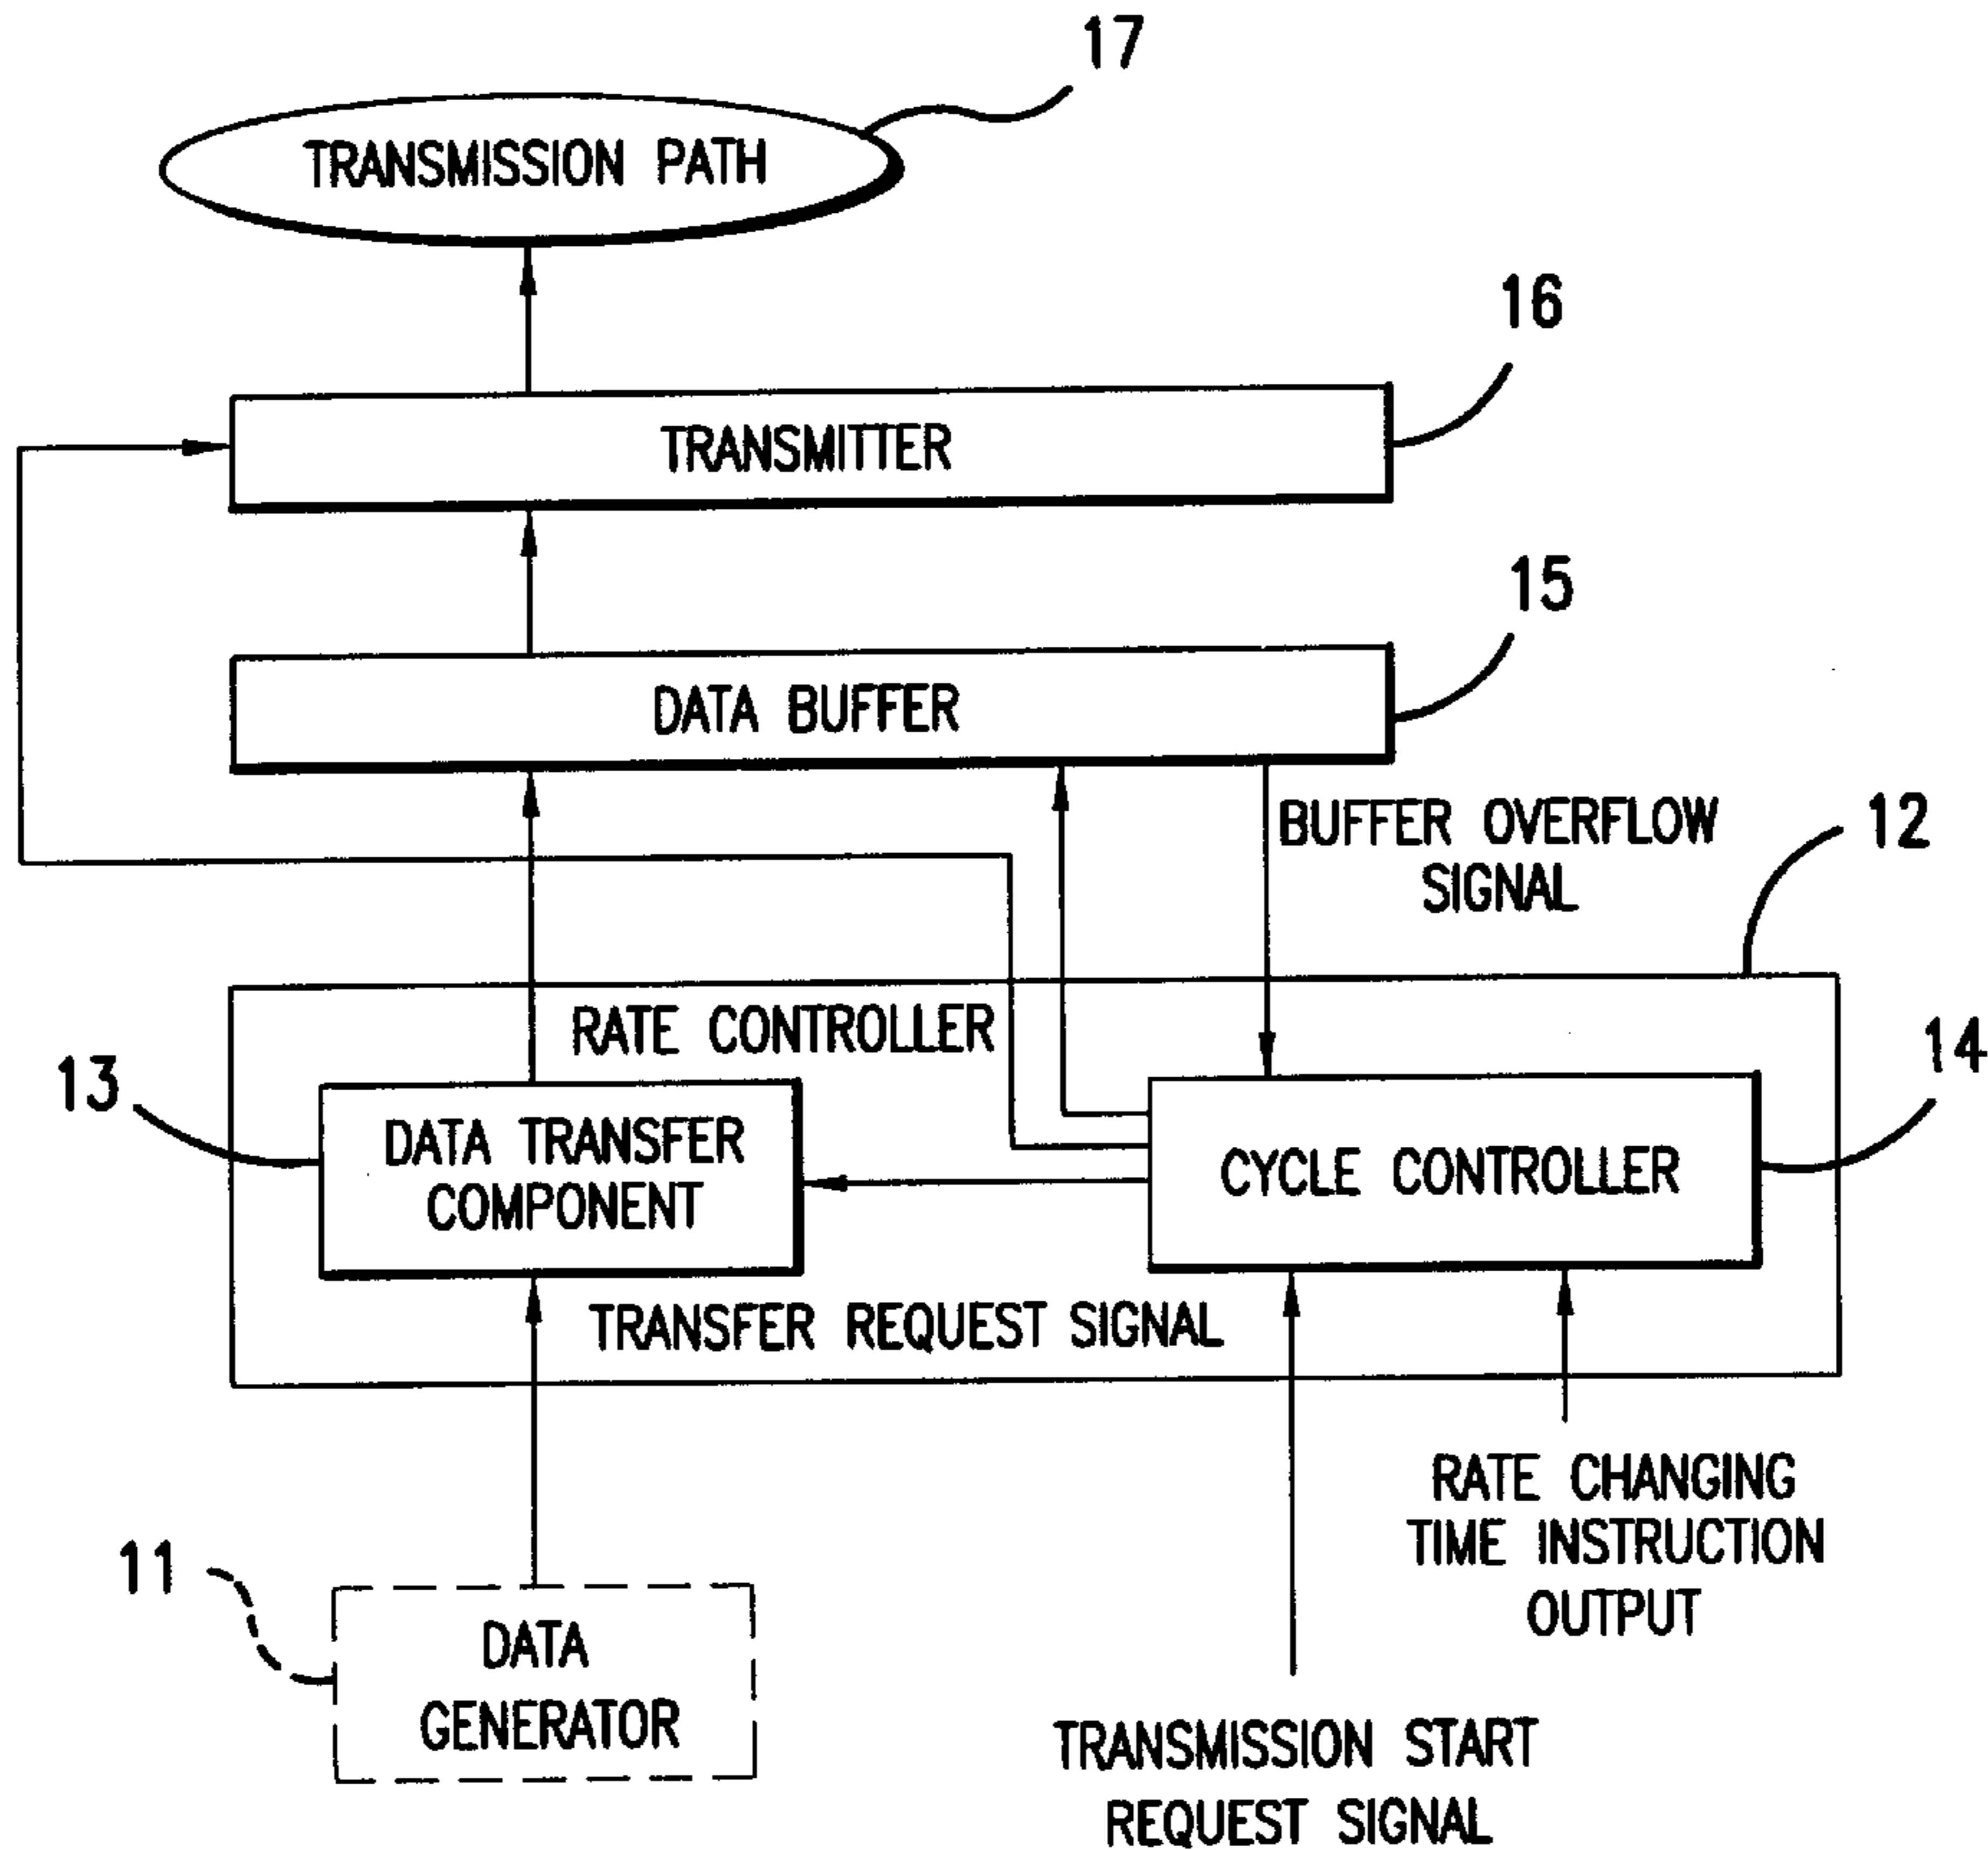 17
TRANSMISSION PATH
16
TRANSMITTER
15
DATA BUFFER
BUFFER OVERFLOW
SIGNAL
12
RATE CONTROLLER
14
13
DATA TRANSFER
COMPONENT
CYCLE CONTROLLER
TRANSFER REQUEST SIGNAL
RATE CHANGING
TIME INSTRUCTION
OUTPUT
11
DATA
GENERATOR
TRANSMISSION START
REQUEST SIGNAL